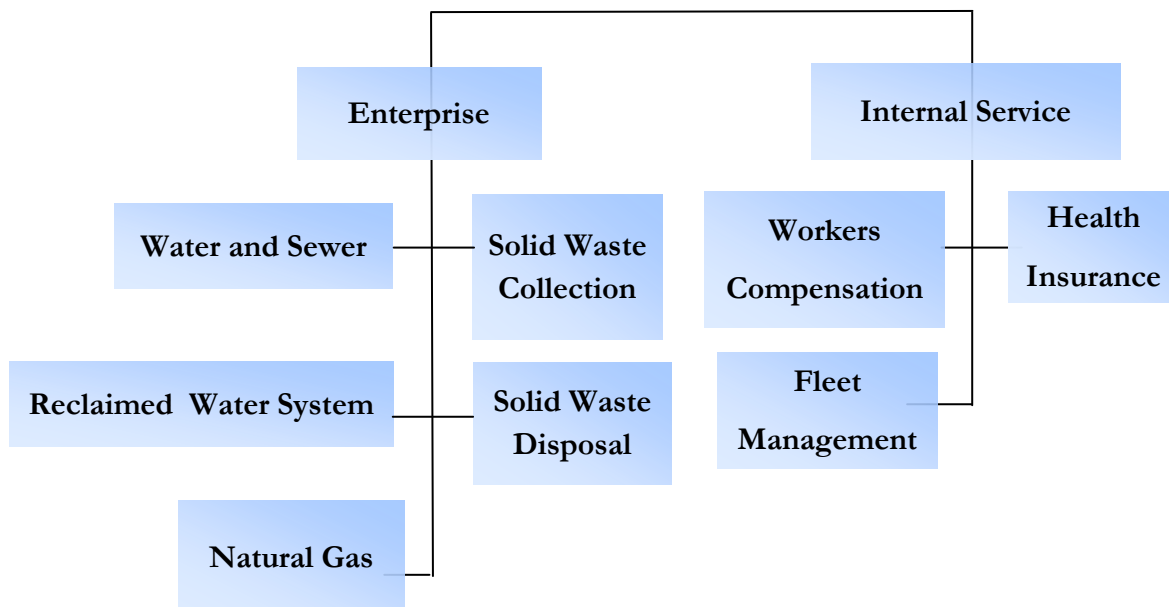 Enterprise
Internal Service
Water and Sewer
Solid Waste
Collection
Workers
Compensation
Health
Insurance
Reclaimed  Water System
Solid Waste
Disposal
Fleet
Management
Natural Gas